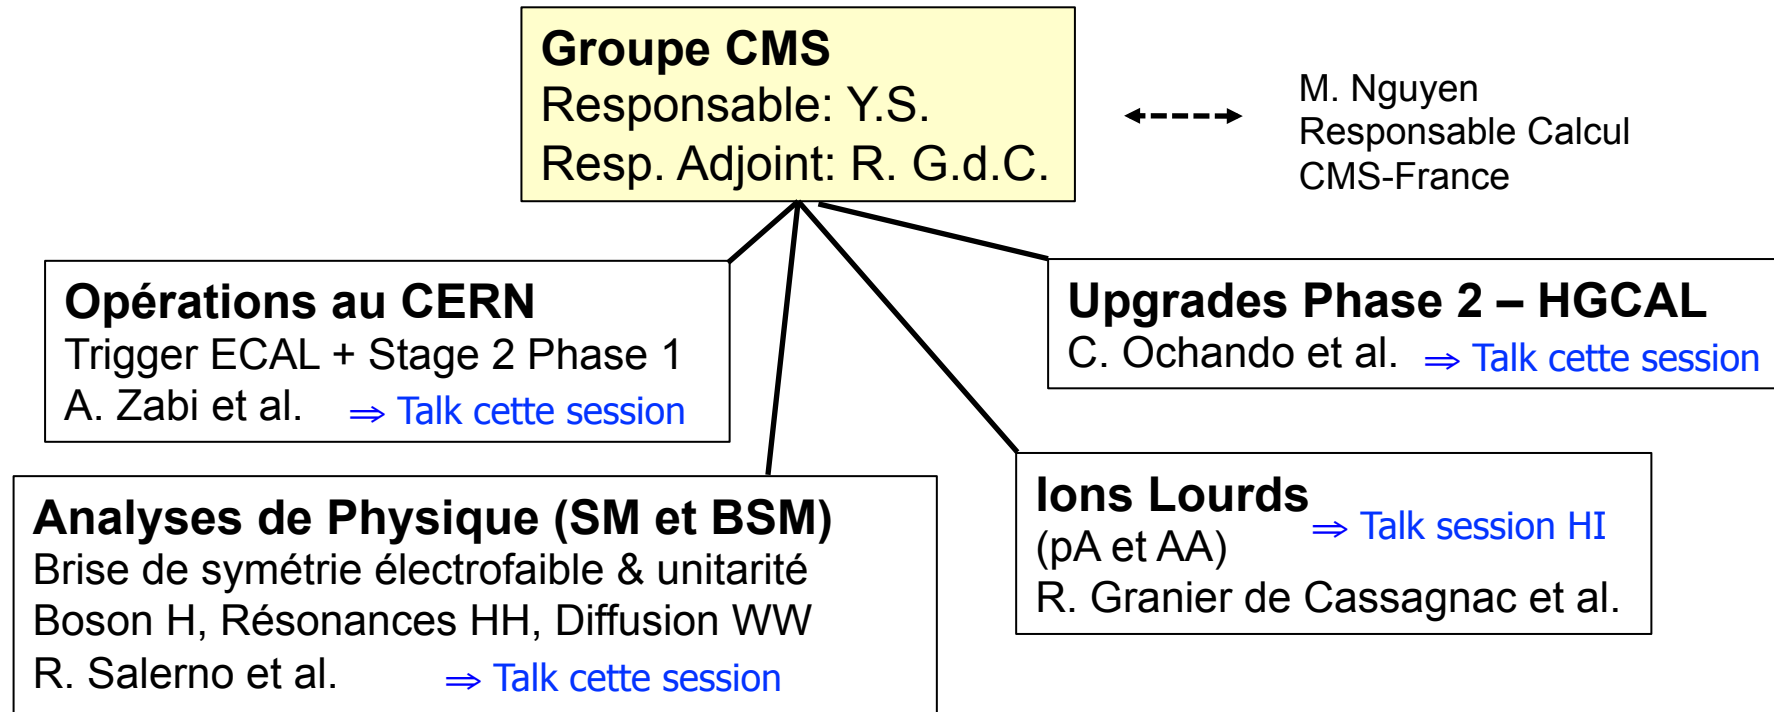 Groupe CMS
Responsable: Y.S.
Resp. Adjoint: R. G.d.C.
M. Nguyen
Responsable Calcul
CMS-France
Opérations au CERN
Trigger ECAL + Stage 2 Phase 1
A. Zabi et al. ⇒ Talk cette session
Upgrades Phase 2 – HGCAL
C. Ochando et al. ⇒ Talk cette session
Analyses de Physique (SM et BSM)
Brise de symétrie électrofaible & unitarité
Boson H, Résonances HH, Diffusion WW
R. Salerno et al. ⇒ Talk cette session
Ions Lourds
⇒ Talk session HI
(pA et AA)
R. Granier de Cassagnac et al.